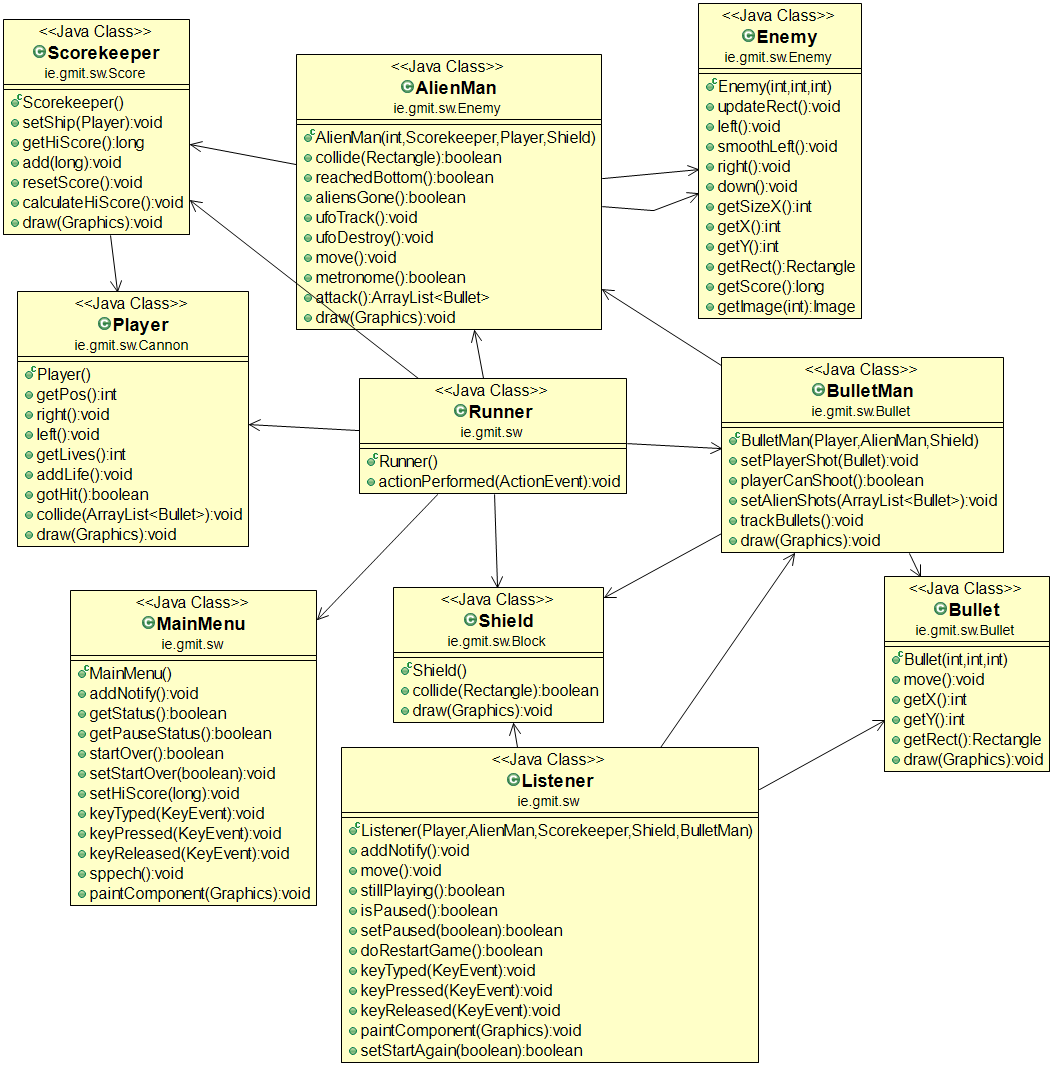 <<Java Class>>
Scorekeeper
ie.gmit.sw.Score
Scorekeeper()
setShip(Player):void
getHiScore():long
add(long):void
resetScore():void
calculateHiScore():void
draw(Graphics):void
<<Java Class>>
AlienMan
ie.gmit.sw.Enemy
AlienMan(int,Scorekeeper,Player,Shield)
collide(Rectangle):boolean
reachedBottom():boolean
aliensGone():boolean
ufoTrack():void
ufoDestroy():void
move():void
metronome():boolean
attack():ArrayList<Bullet>
draw(Graphics):void
<<Java Class>>
Enemy
ie.gmit.sw.Enemy
Enemy(int,int,int)
updateRect():void
left():void
smoothLeft():void
right():void
down():void
getSizeX():int
getX():int
getY():int
getRect():Rectangle
getScore():long
getImage(int):Image
<<Java Class>>
Player
ie.gmit.sw.Cannon
Player()
getPos():int
right():void
left():void
getLives():int
addLife():void
gotHit():boolean
collide(ArrayList<Bullet>):void
draw(Graphics):void
<<Java Class>>
Runner
ie.gmit.sw
Runner()
actionPerformed(ActionEvent):void
<<Java Class>>
BulletMan
ie.gmit.sw.Bullet
BulletMan(Player,AlienMan,Shield)
setPlayerShot(Bullet):void
playerCanShoot():boolean
setAlienShots(ArrayList<Bullet>):void
trackBullets():void
draw(Graphics):void
<<Java Class>>
MainMenu
ie.gmit.sw
MainMenu()
addNotify():void
getStatus():boolean
getPauseStatus():boolean
startOver():boolean
setStartOver(boolean):void
setHiScore(long):void
keyTyped(KeyEvent):void
keyPressed(KeyEvent):void
keyReleased(KeyEvent):void
sppech():void
paintComponent(Graphics):void
<<Java Class>>
Shield
ie.gmit.sw.Block
Shield()
collide(Rectangle):boolean
draw(Graphics):void
<<Java Class>>
Bullet
ie.gmit.sw.Bullet
Bullet(int,int,int)
move():void
getX():int
getY():int
getRect():Rectangle
draw(Graphics):void
<<Java Class>>
Listener
ie.gmit.sw
Listener(Player,AlienMan,Scorekeeper,Shield,BulletMan)
addNotify():void
move():void
stillPlaying():boolean
isPaused():boolean
setPaused(boolean):boolean
doRestartGame():boolean
keyTyped(KeyEvent):void
keyPressed(KeyEvent):void
keyReleased(KeyEvent):void
paintComponent(Graphics):void
setStartAgain(boolean):boolean